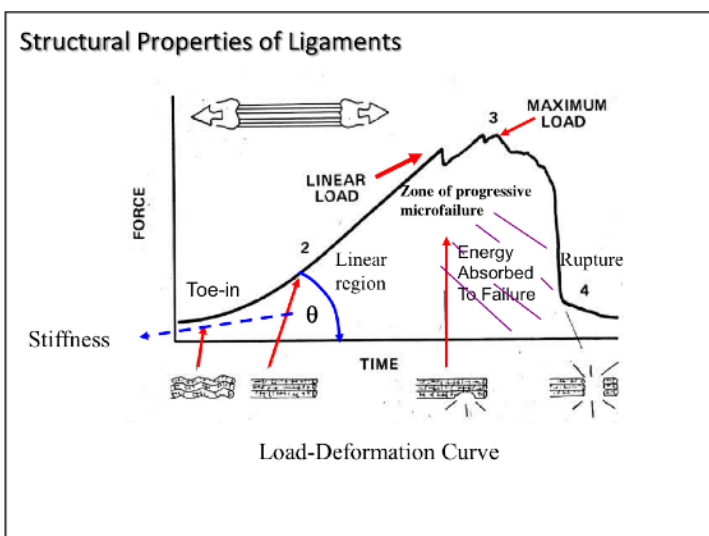 Structural Properties of Ligaments
3
MAXIMUM
LOAD
LINEAR
LOAD
Zone of progressive
microfailure
FORCE
2
Linear
region
Energy
Absorbed
To Failure
Rupture
Toe-in
4
θ
Stiffness
TIME
Load-Deformation Curve